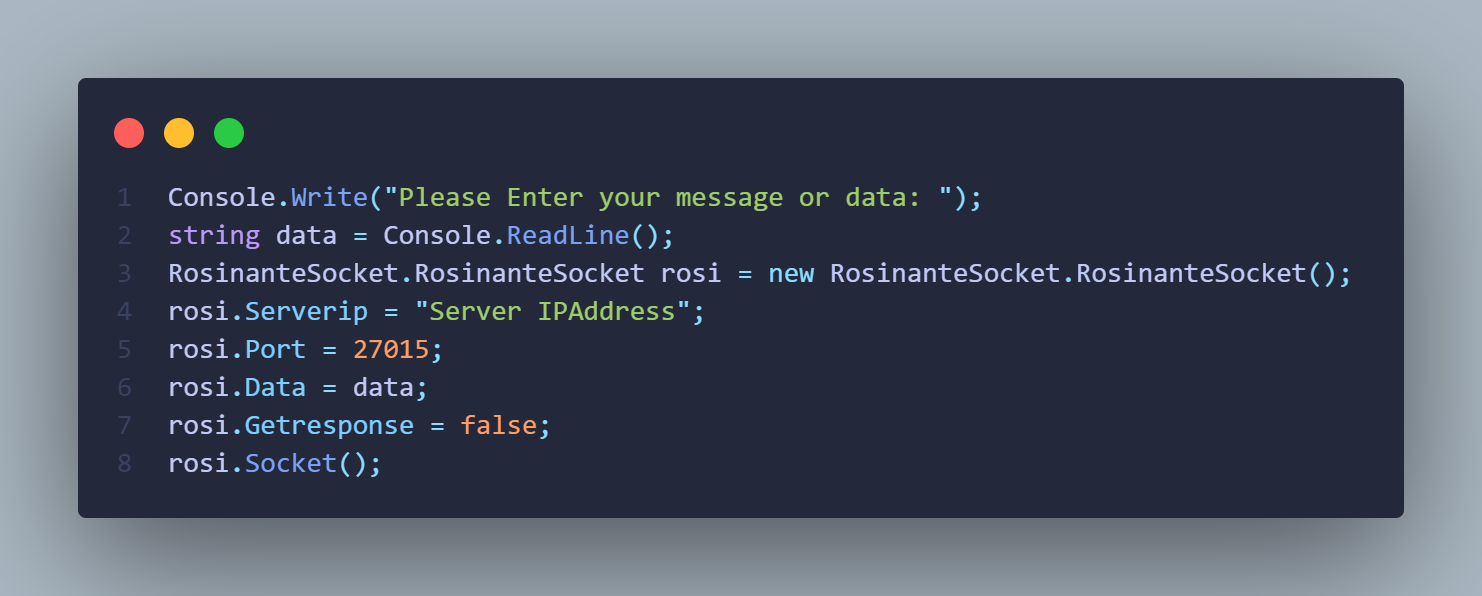 1 Console.Write("Please Enter your message or data: ");
2 string data = Console.ReadLine();
3 RosinanteSocket.RosinanteSocket rosi = new RosinanteSocket.RosinanteSocket();
4 rosi.Serverip = "Server IPAddress";
5 rosi.Port = 27015;
6 rosi.Data = data;
7 rosi.Getresponse = false;
8 rosi.Socket();